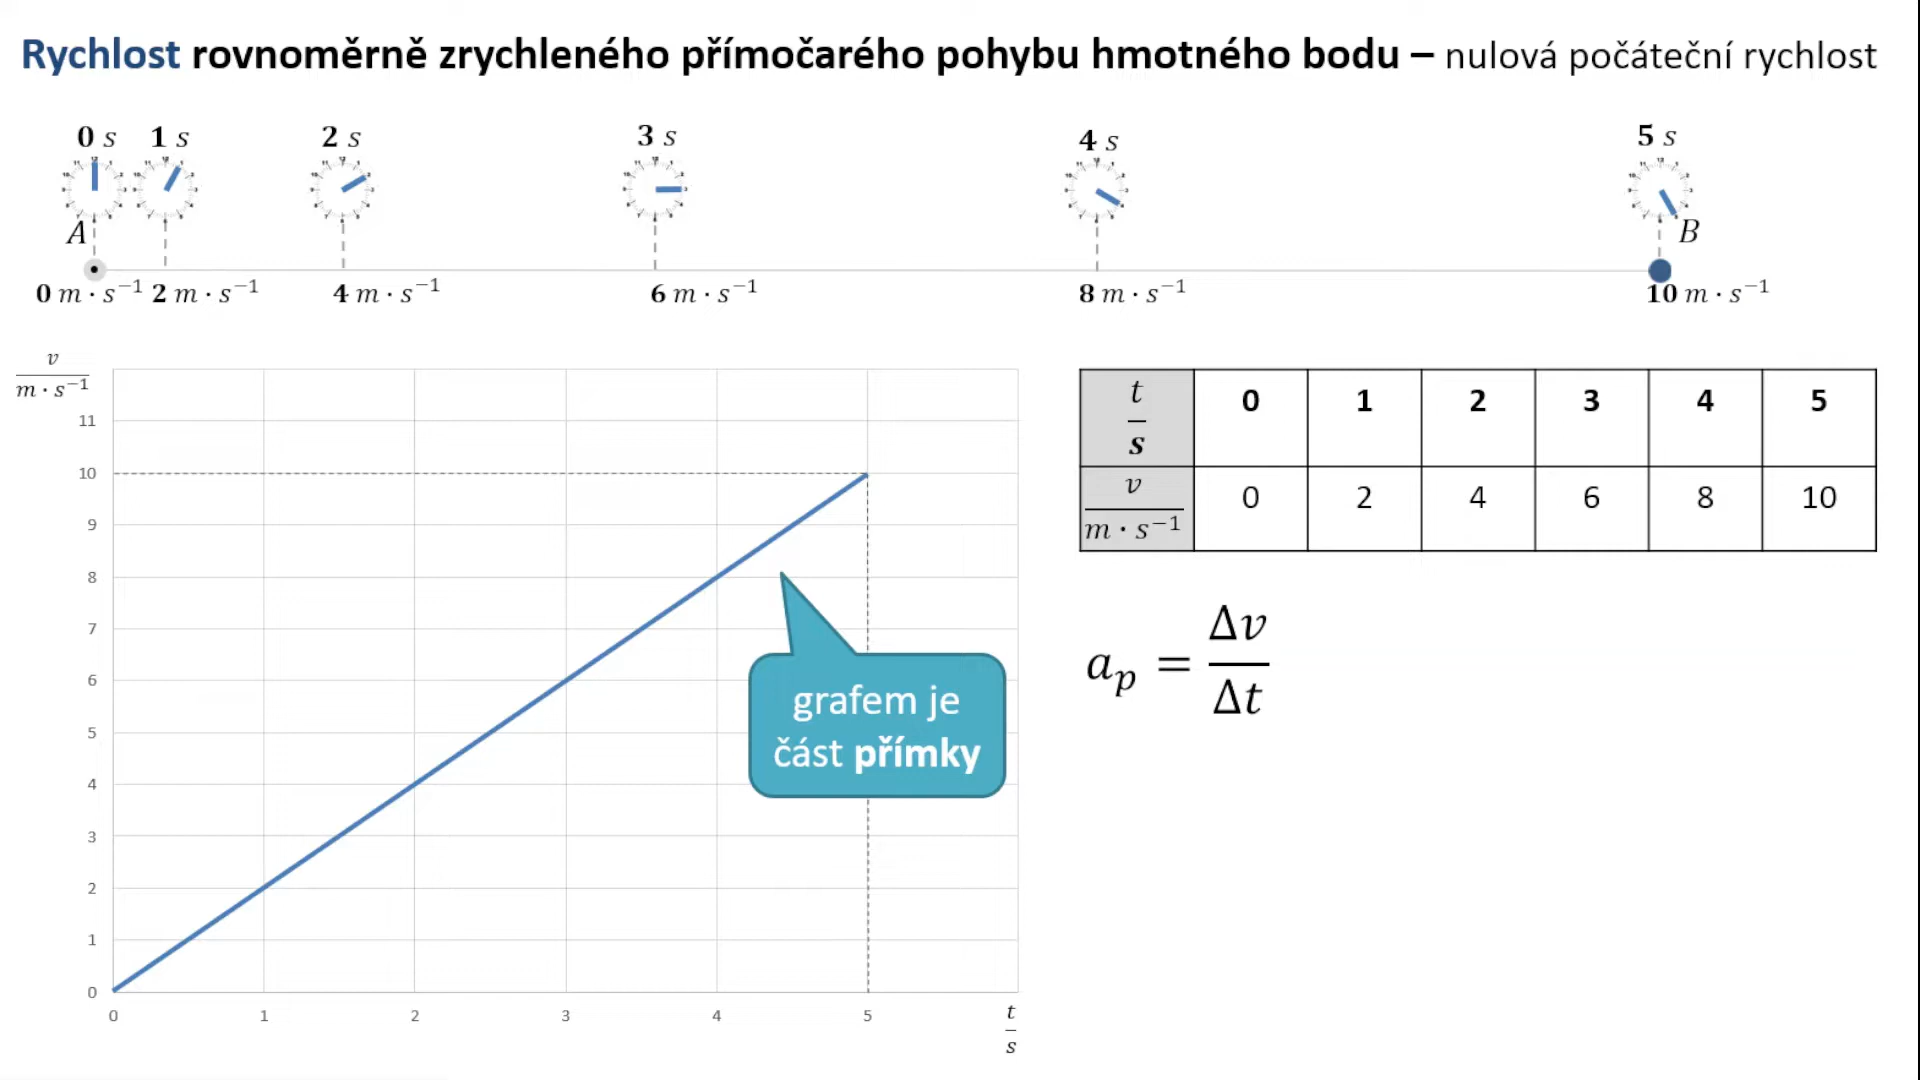 Rychlost rovnoměrně zrychleného přímočarého pohybu hmotného bodu – nulová počáteční rychlost
0 s 1 s 2 s 3 s 4 s 5 s
A B
0 m · s⁻¹ 2 m · s⁻¹ 4 m · s⁻¹ 6 m · s⁻¹ 8 m · s⁻¹ 10 m · s⁻¹
v
m · s⁻¹
11
10
9
8
7
6
5
4
3
2
1
0
0 1 2 3 4 5
t
s
grafem je
část přímky
t/s 0 1 2 3 4 5
v/m · s⁻¹ 0 2 4 6 8 10
aₚ = Δv/Δt